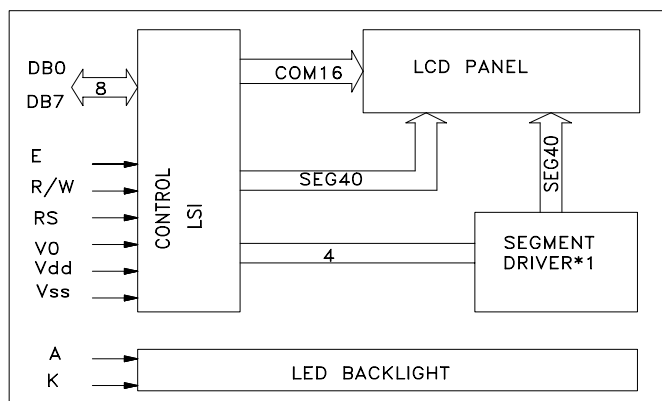 DB0
DB7
8
E
R/W
RS
V0
Vdd
Vss
CONTROL
LSI
COM16
LCD PANEL
SEG40
SEG40
4
SEGMENT
DRIVER*1
A
K
LED BACKLIGHT